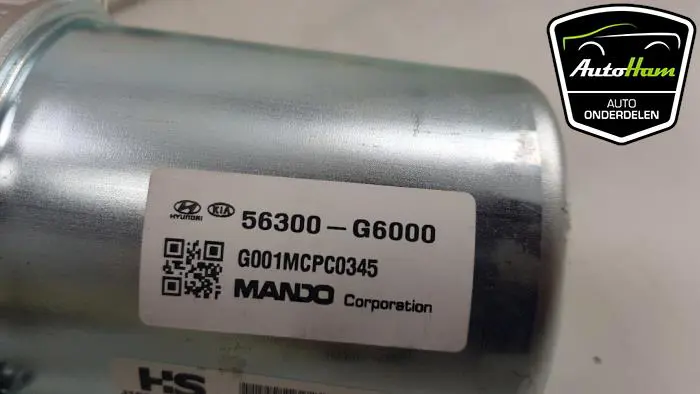 AutoHam
AUTO
ONDERDELEN
HYUNDAI KIA 56300-G6000
G001MCPC0345
MANDO Corporation
HS